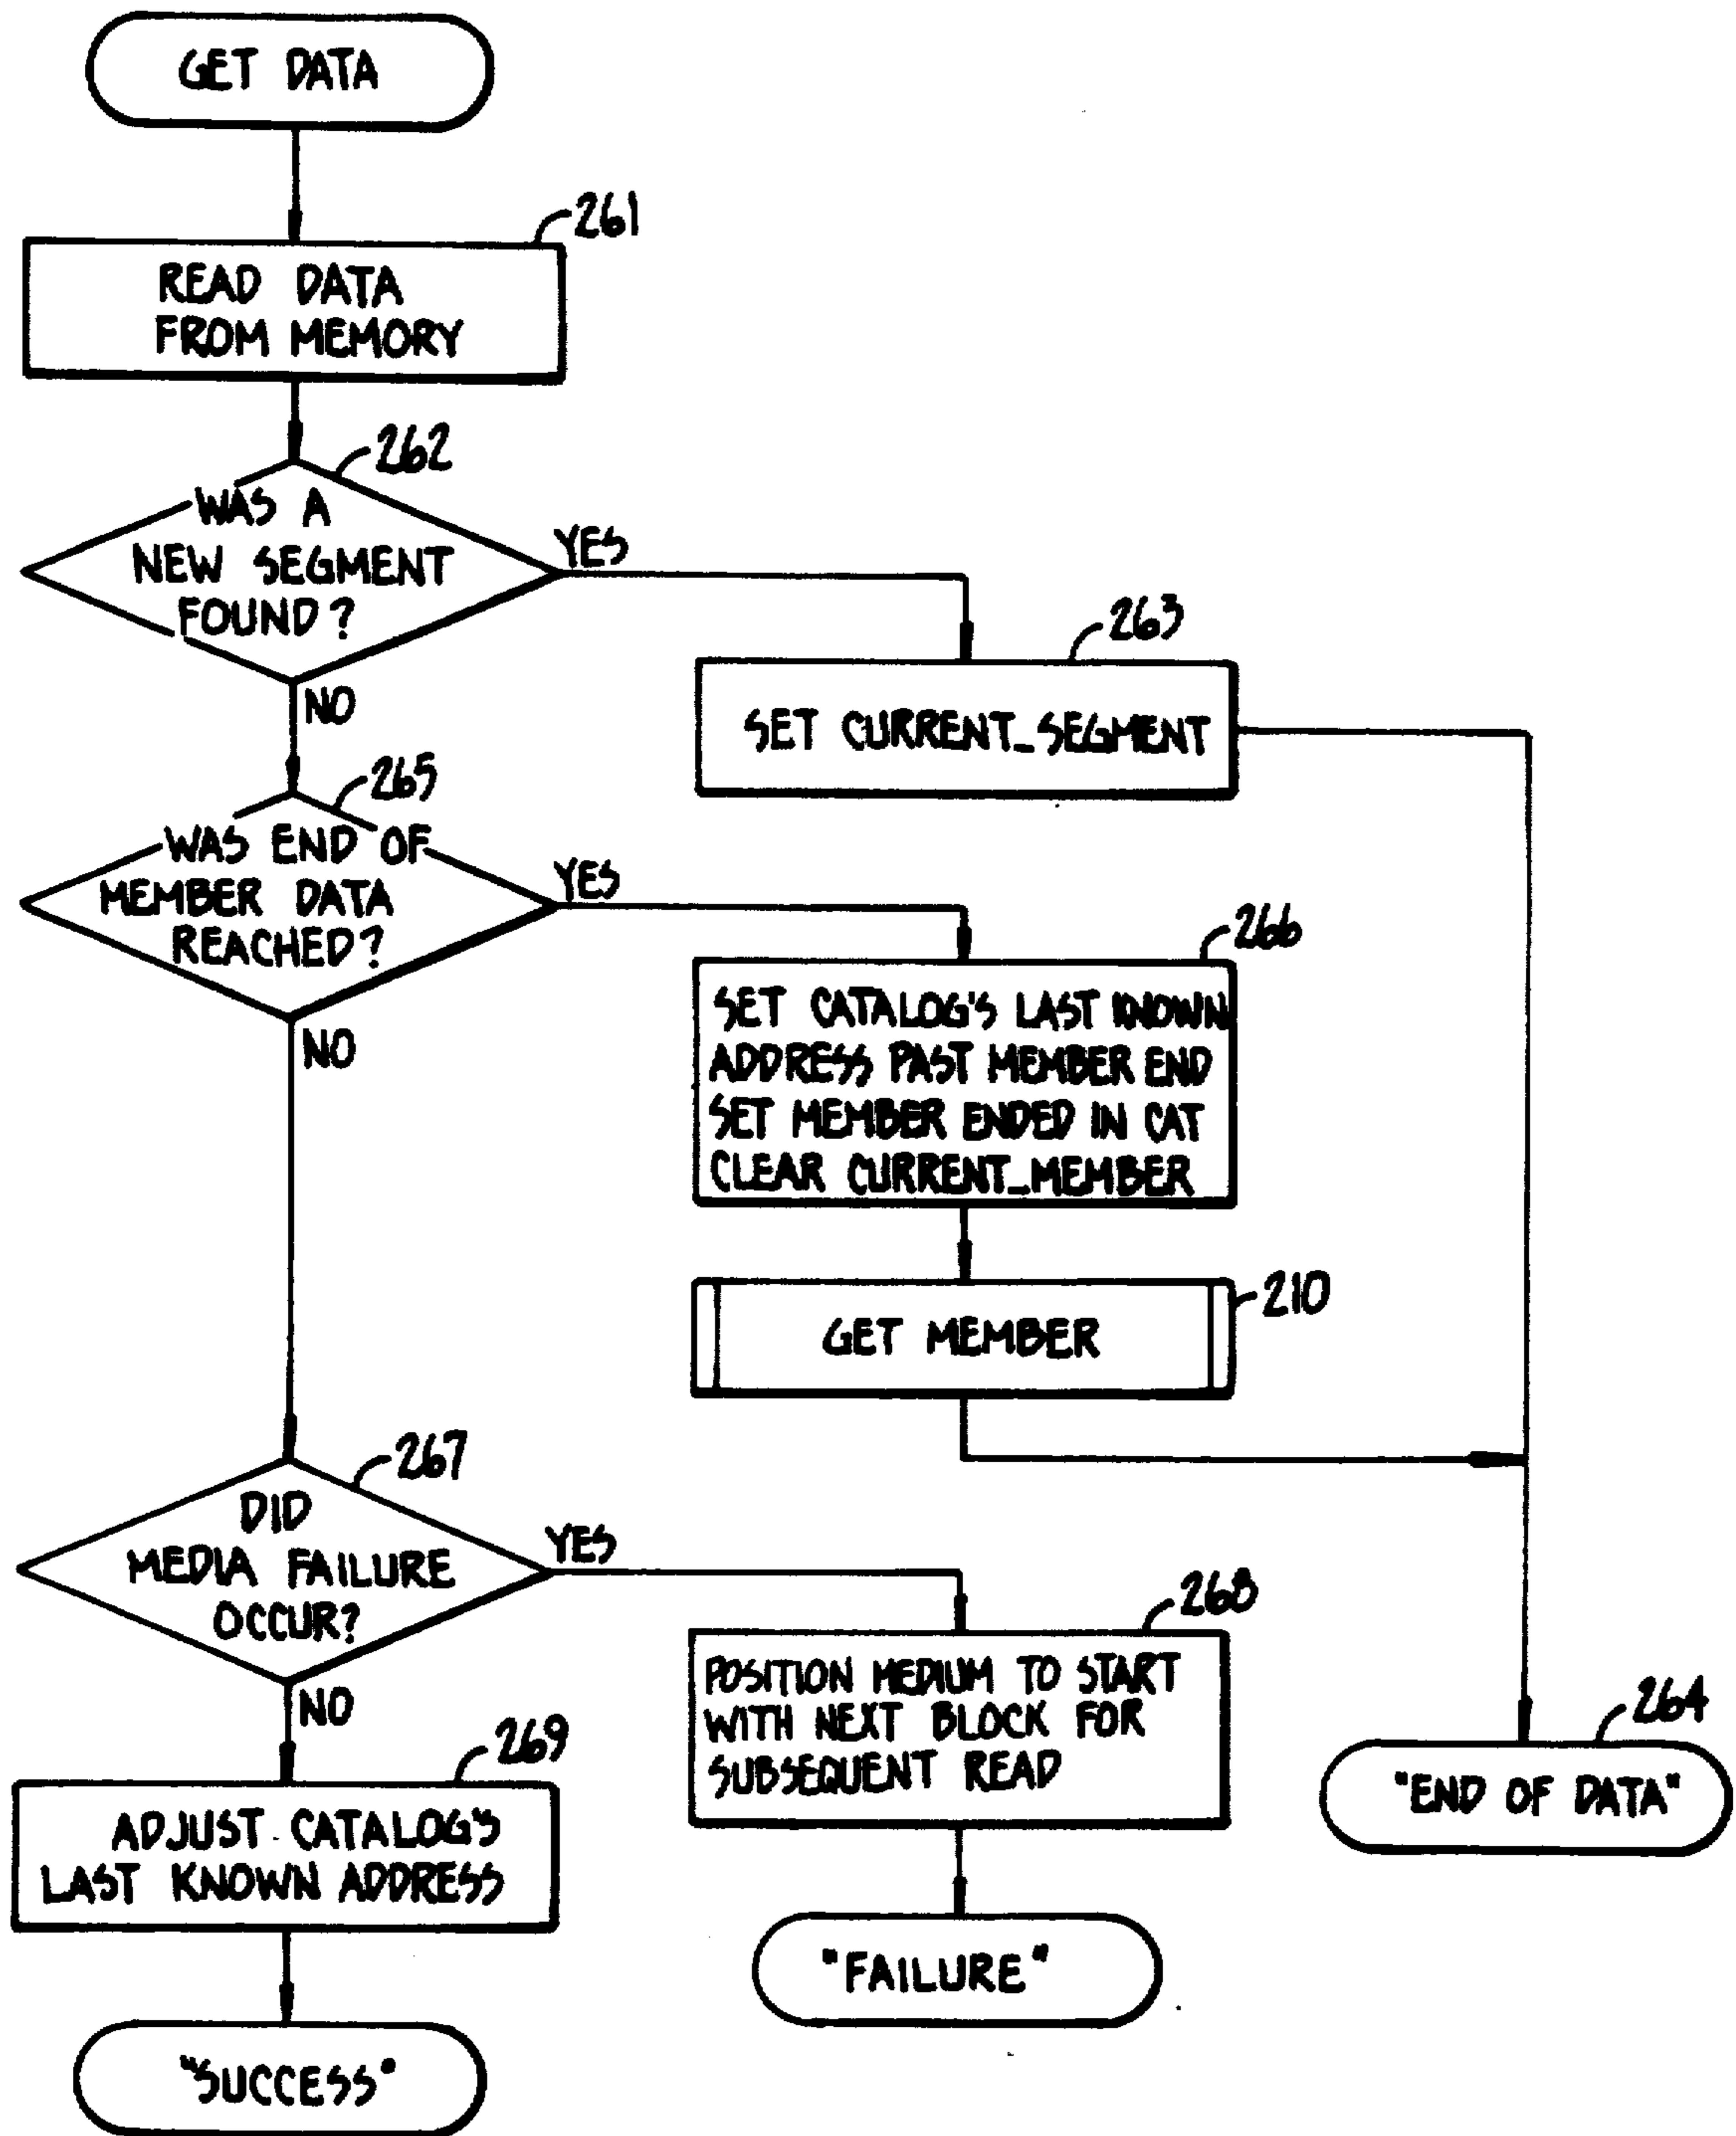 GET DATA
261
READ DATA
FROM MEMORY
262
WAS A
NEW SEGMENT
FOUND?
YES
NO
263
SET CURRENT_SEGMENT
265
WAS END OF
MEMBER DATA
REACHED?
YES
NO
266
SET CATALOG'S LAST KNOWN
ADDRESS PAST MEMBER END
SET MEMBER ENDED IN CAT
CLEAR CURRENT_MEMBER
210
GET MEMBER
267
DID
MEDIA FAILURE
OCCUR?
YES
NO
268
POSITION MEDIUM TO START
WITH NEXT BLOCK FOR
SUBSEQUENT READ
264
"END OF DATA"
269
ADJUST CATALOG'S
LAST KNOWN ADDRESS
"FAILURE"
"SUCCESS"